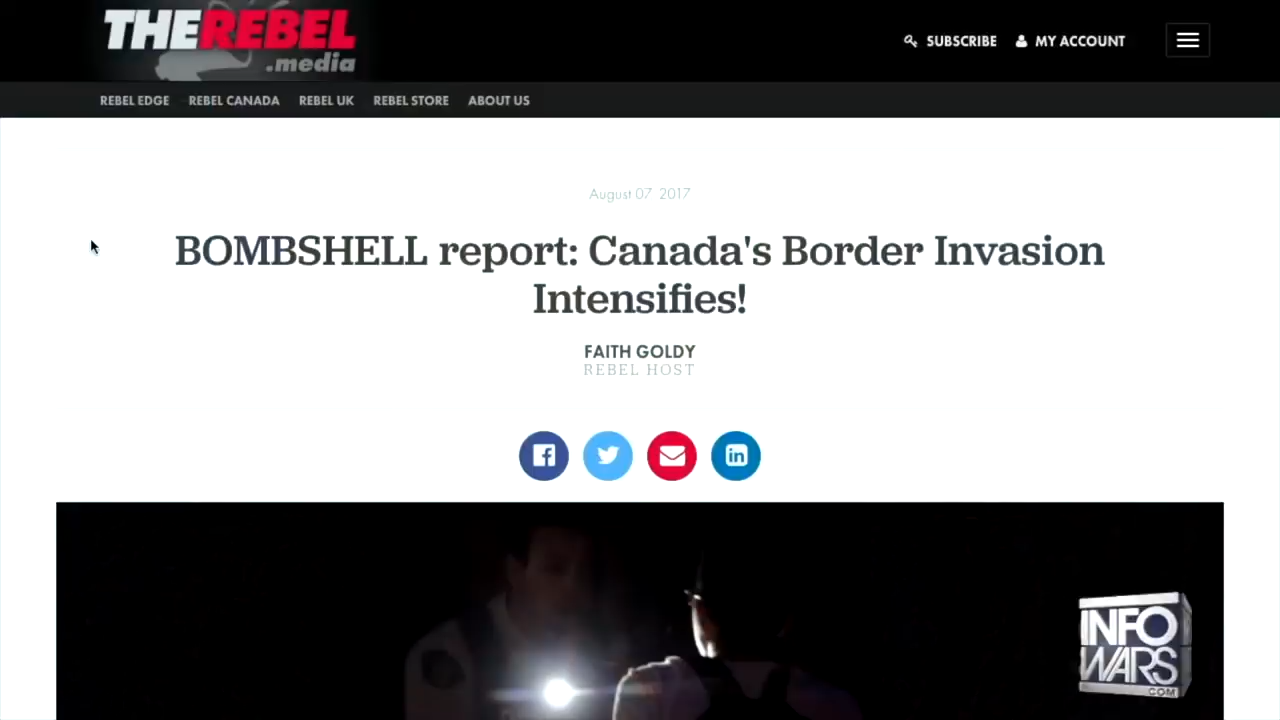 THEREBEL
.media
SUBSCRIBE
MY ACCOUNT
REBEL EDGE
REBEL CANADA
REBEL UK
REBEL STORE
ABOUT US
August 07 2017
BOMBSHELL report: Canada's Border Invasion
Intensifies!
FAITH GOLDY
REBEL HOST
in
INFO
WARS
.COM